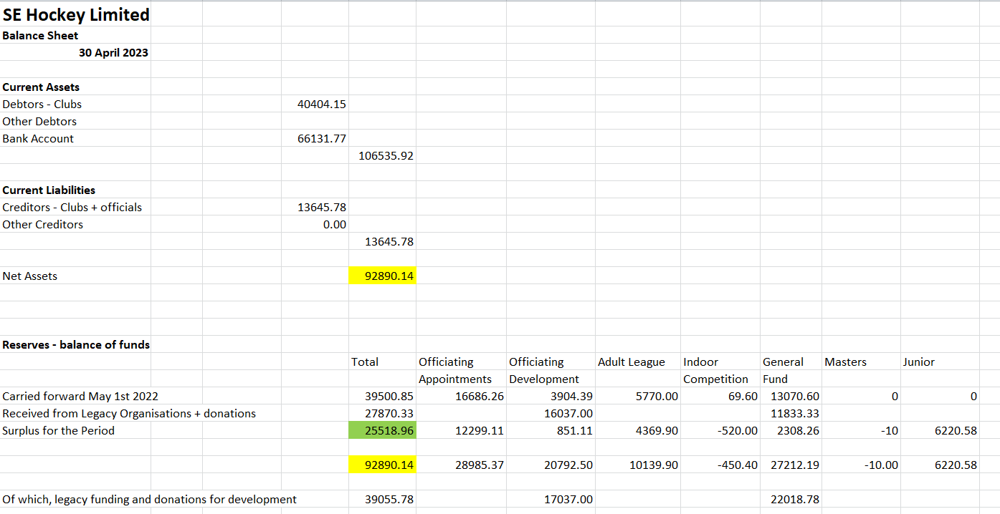 SE Hockey Limited
Balance Sheet
30 April 2023
Current Assets
Debtors - Clubs 40404.15
Other Debtors
Bank Account 66131.77
106535.92
Current Liabilities
Creditors - Clubs + officials 13645.78
Other Creditors 0.00
13645.78
Net Assets 92890.14
Reserves - balance of funds
Total Officiating Officiating Adult League Indoor General Masters Junior
Appointments Development Competition Fund
Carried forward May 1st 2022 39500.85 16686.26 3904.39 5770.00 69.60 13070.60 0 0
Received from Legacy Organisations + donations 27870.33 16037.00 11833.33
Surplus for the Period 25518.96 12299.11 851.11 4369.90 -520.00 2308.26 -10 6220.58
92890.14 28985.37 20792.50 10139.90 -450.40 27212.19 -10.00 6220.58
Of which, legacy funding and donations for development 39055.78 17037.00 22018.78